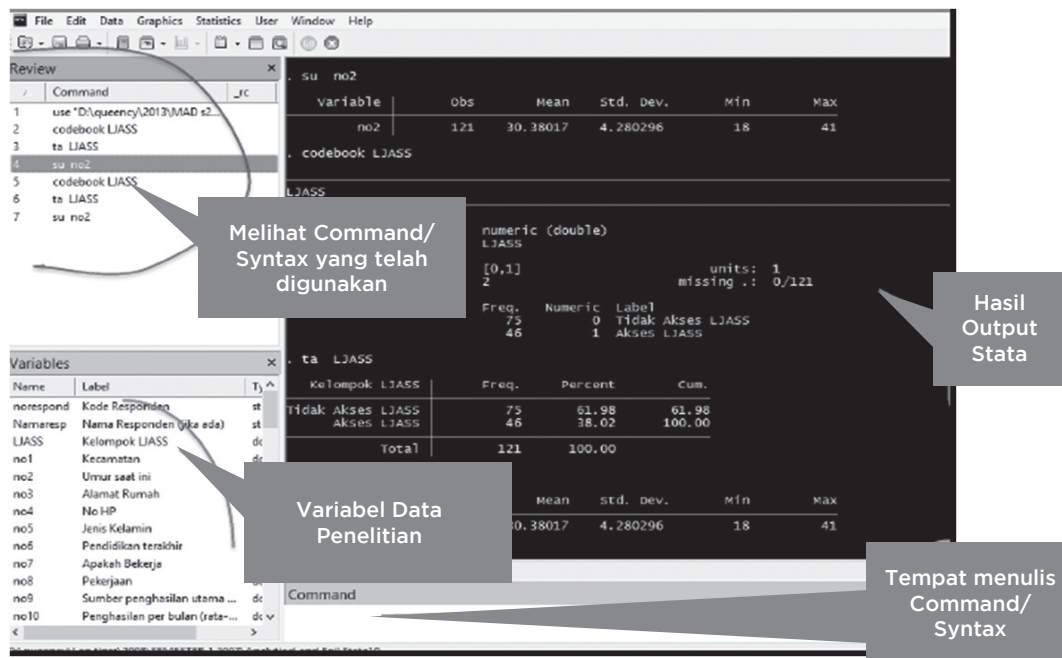 File Edit Data Graphics Statistics User Window Help
Review
Command _rc
1 use "D:\queency\2013\MAD s2...
2 codebook LJASS
3 ta LJASS
4 su no2
5 codebook LJASS
6 ta LJASS
7 su no2
Melihat Command/
Syntax yang telah
digunakan
Variables
Name Label Ty
norespond Kode Responden st
Namaresp Nama Responden (jika ada) st
LJASS Kelompok LJASS dc
no1 Kecamatan dc
no2 Umur saat ini
no3 Alamat Rumah
no4 No HP
no5 Jenis Kelamin
no6 Pendidikan terakhir
no7 Apakah Bekerja
no8 Pekerjaan
no9 Sumber penghasilan utama ... dc
no10 Penghasilan per bulan (rata-... dc
Variabel Data
Penelitian
. su no2
Variable Obs Mean Std. Dev. Min Max
no2 121 30.38017 4.280296 18 41
. codebook LJASS
LJASS
numeric (double)
LJASS
[0,1] units: 1
2 missing .: 0/121
Freq. Numeric Label
75 0 Tidak Akses LJASS
46 1 Akses LJASS
. ta LJASS
Kelompok LJASS Freq. Percent Cum.
Tidak Akses LJASS 75 61.98 61.98
Akses LJASS 46 38.02 100.00
Total 121 100.00
Mean Std. Dev. Min Max
30.38017 4.280296 18 41
Hasil
Output
Stata
Command
Tempat menulis
Command/
Syntax